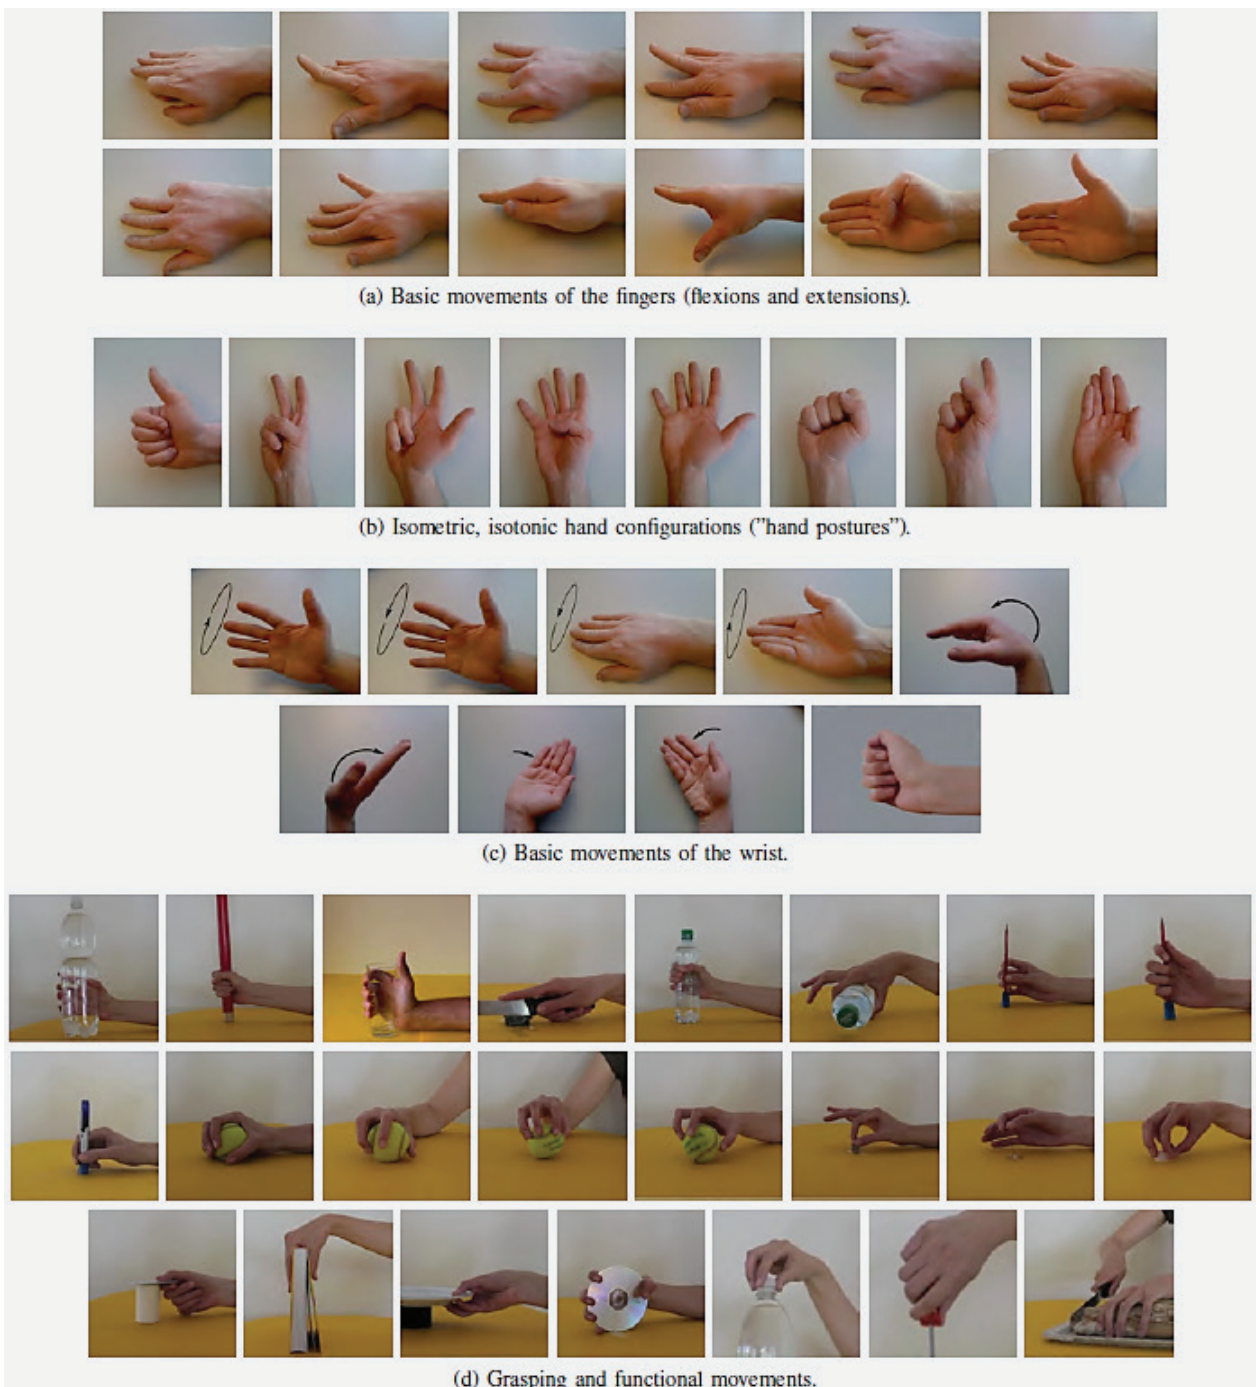 (a) Basic movements of the fingers (flexions and extensions).
(b) Isometric, isotonic hand configurations ("hand postures").
(c) Basic movements of the wrist.
(d) Grasping and functional movements.